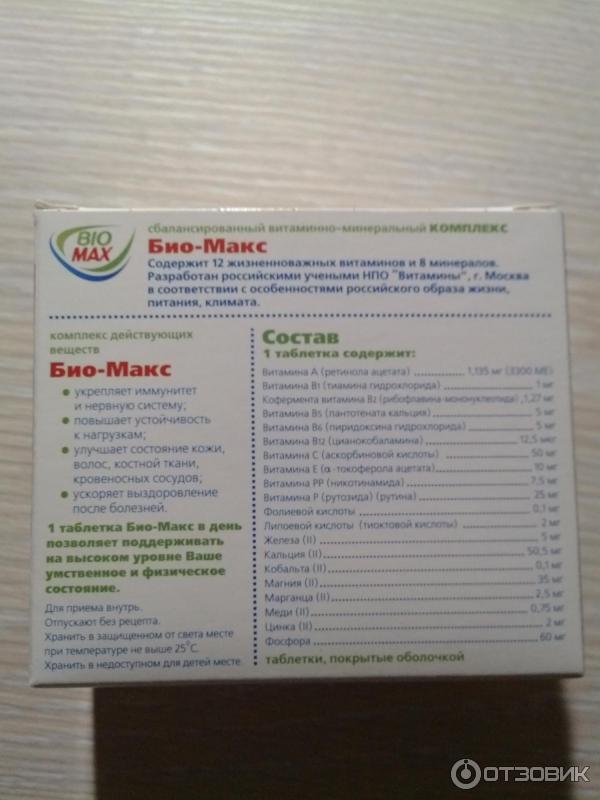 BIO
MAX
сбалансированный витаминно-минеральный КОМПЛЕКС
Био-Макс
Содержит 12 жизненноважных витаминов и 8 минералов.
Разработан российскими учеными НПО "Витамины", г. Москва
в соответствии с особенностями российского образа жизни,
питания, климата.
комплекс действующих
веществ
Био-Макс
укрепляет иммунитет
и нервную систему;
повышает устойчивость
к нагрузкам;
улучшает состояние кожи,
волос, костной ткани,
кровеносных сосудов;
ускоряет выздоровление
после болезней.
1 таблетка Био-Макс в день
позволяет поддерживать
на высоком уровне Ваше
умственное и физическое
состояние.
Для приема внутрь.
Отпускают без рецепта.
Хранить в защищенном от света месте
при температуре не выше 25°С.
Хранить в недоступном для детей месте
Состав
1 таблетка содержит:
Витамина А (ретинола ацетата) 1,135 мг (3300 МЕ)
Витамина В1 (тиамина гидрохлорида) 1 мг
Кофермента витамина В2 (рибофлавина-мононуклеотида) 1,27 мг
Витамина В5 (пантотената кальция) 5 мг
Витамина В6 (пиридоксина гидрохлорида) 5 мг
Витамина В12 (цианокобаламина) 12,5 мкг
Витамина С (аскорбиновой кислоты) 50 мг
Витамина Е (α-токоферола ацетата) 10 мг
Витамина РР (никотинамида) 7,5 мг
Витамина Р (рутозида) (рутина) 25 мг
Фолиевой кислоты 0,1 мг
Липоевой кислоты (тиоктовой кислоты) 2 мг
Железа (II) 5 мг
Кальция (II) 50,5 мг
Кобальта (II) 0,1 мг
Магния (II) 35 мг
Марганца (II) 2,5 мг
Меди (II) 0,75 мг
Цинка (II) 2 мг
Фосфора 60 мг
таблетки, покрытые оболочкой
ОТЗОВИК